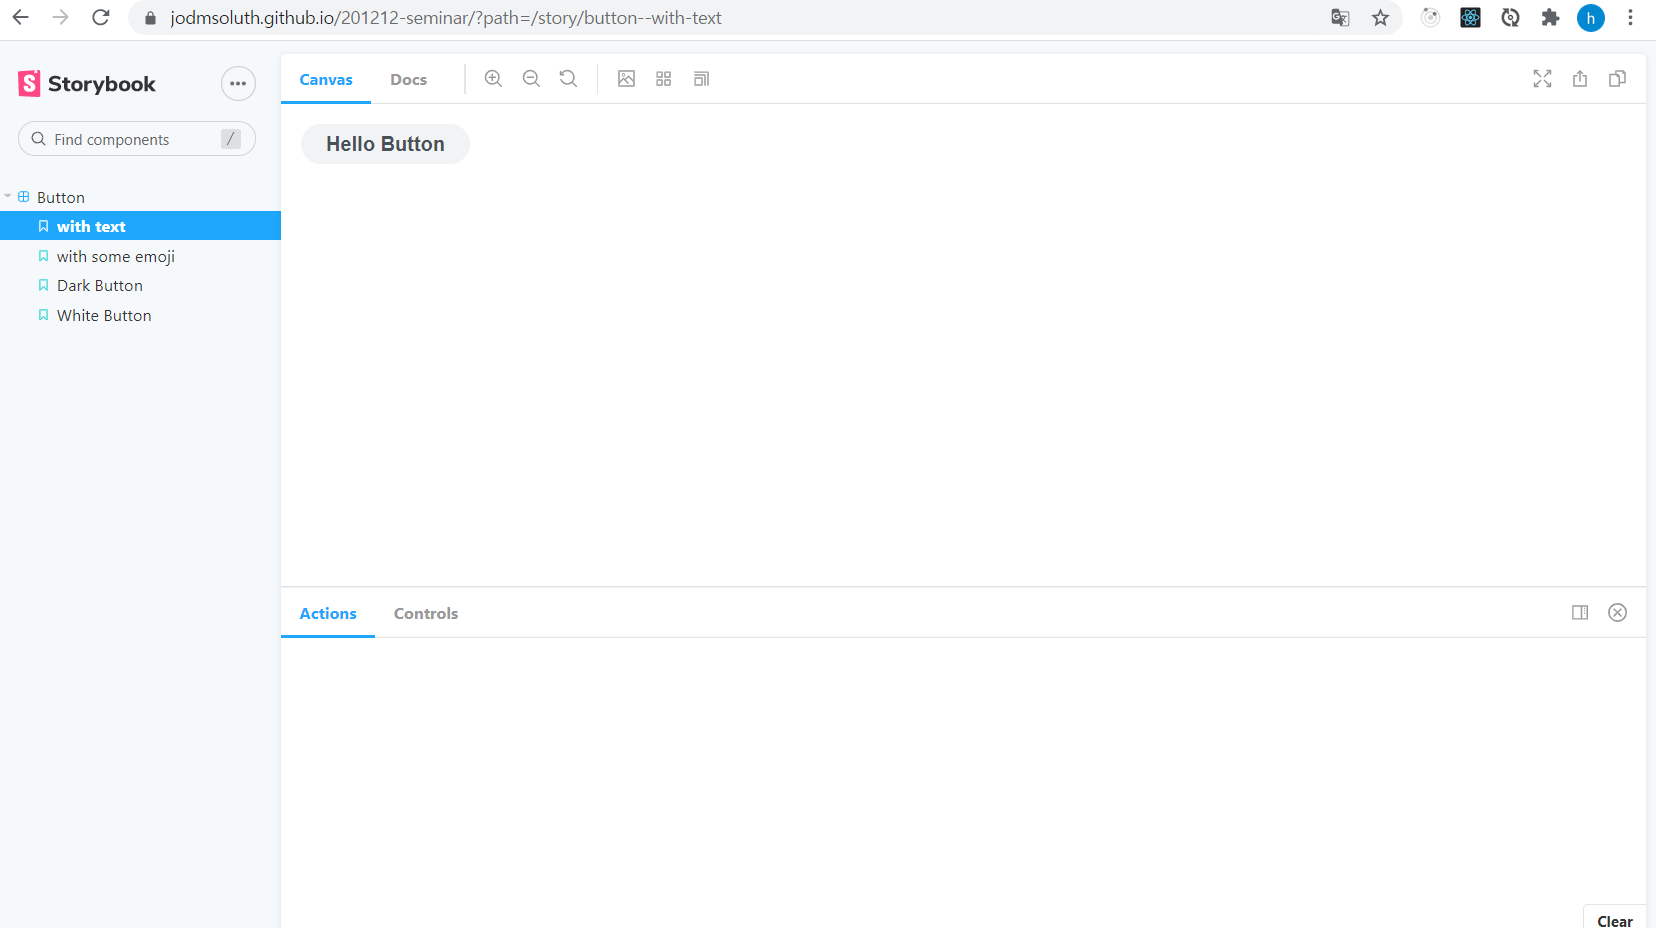 jodmsoluth.github.io/201212-seminar/?path=/story/button--with-text
h
Storybook
Find components /
Button
with text
with some emoji
Dark Button
White Button
Canvas Docs
Hello Button
Actions Controls
Clear